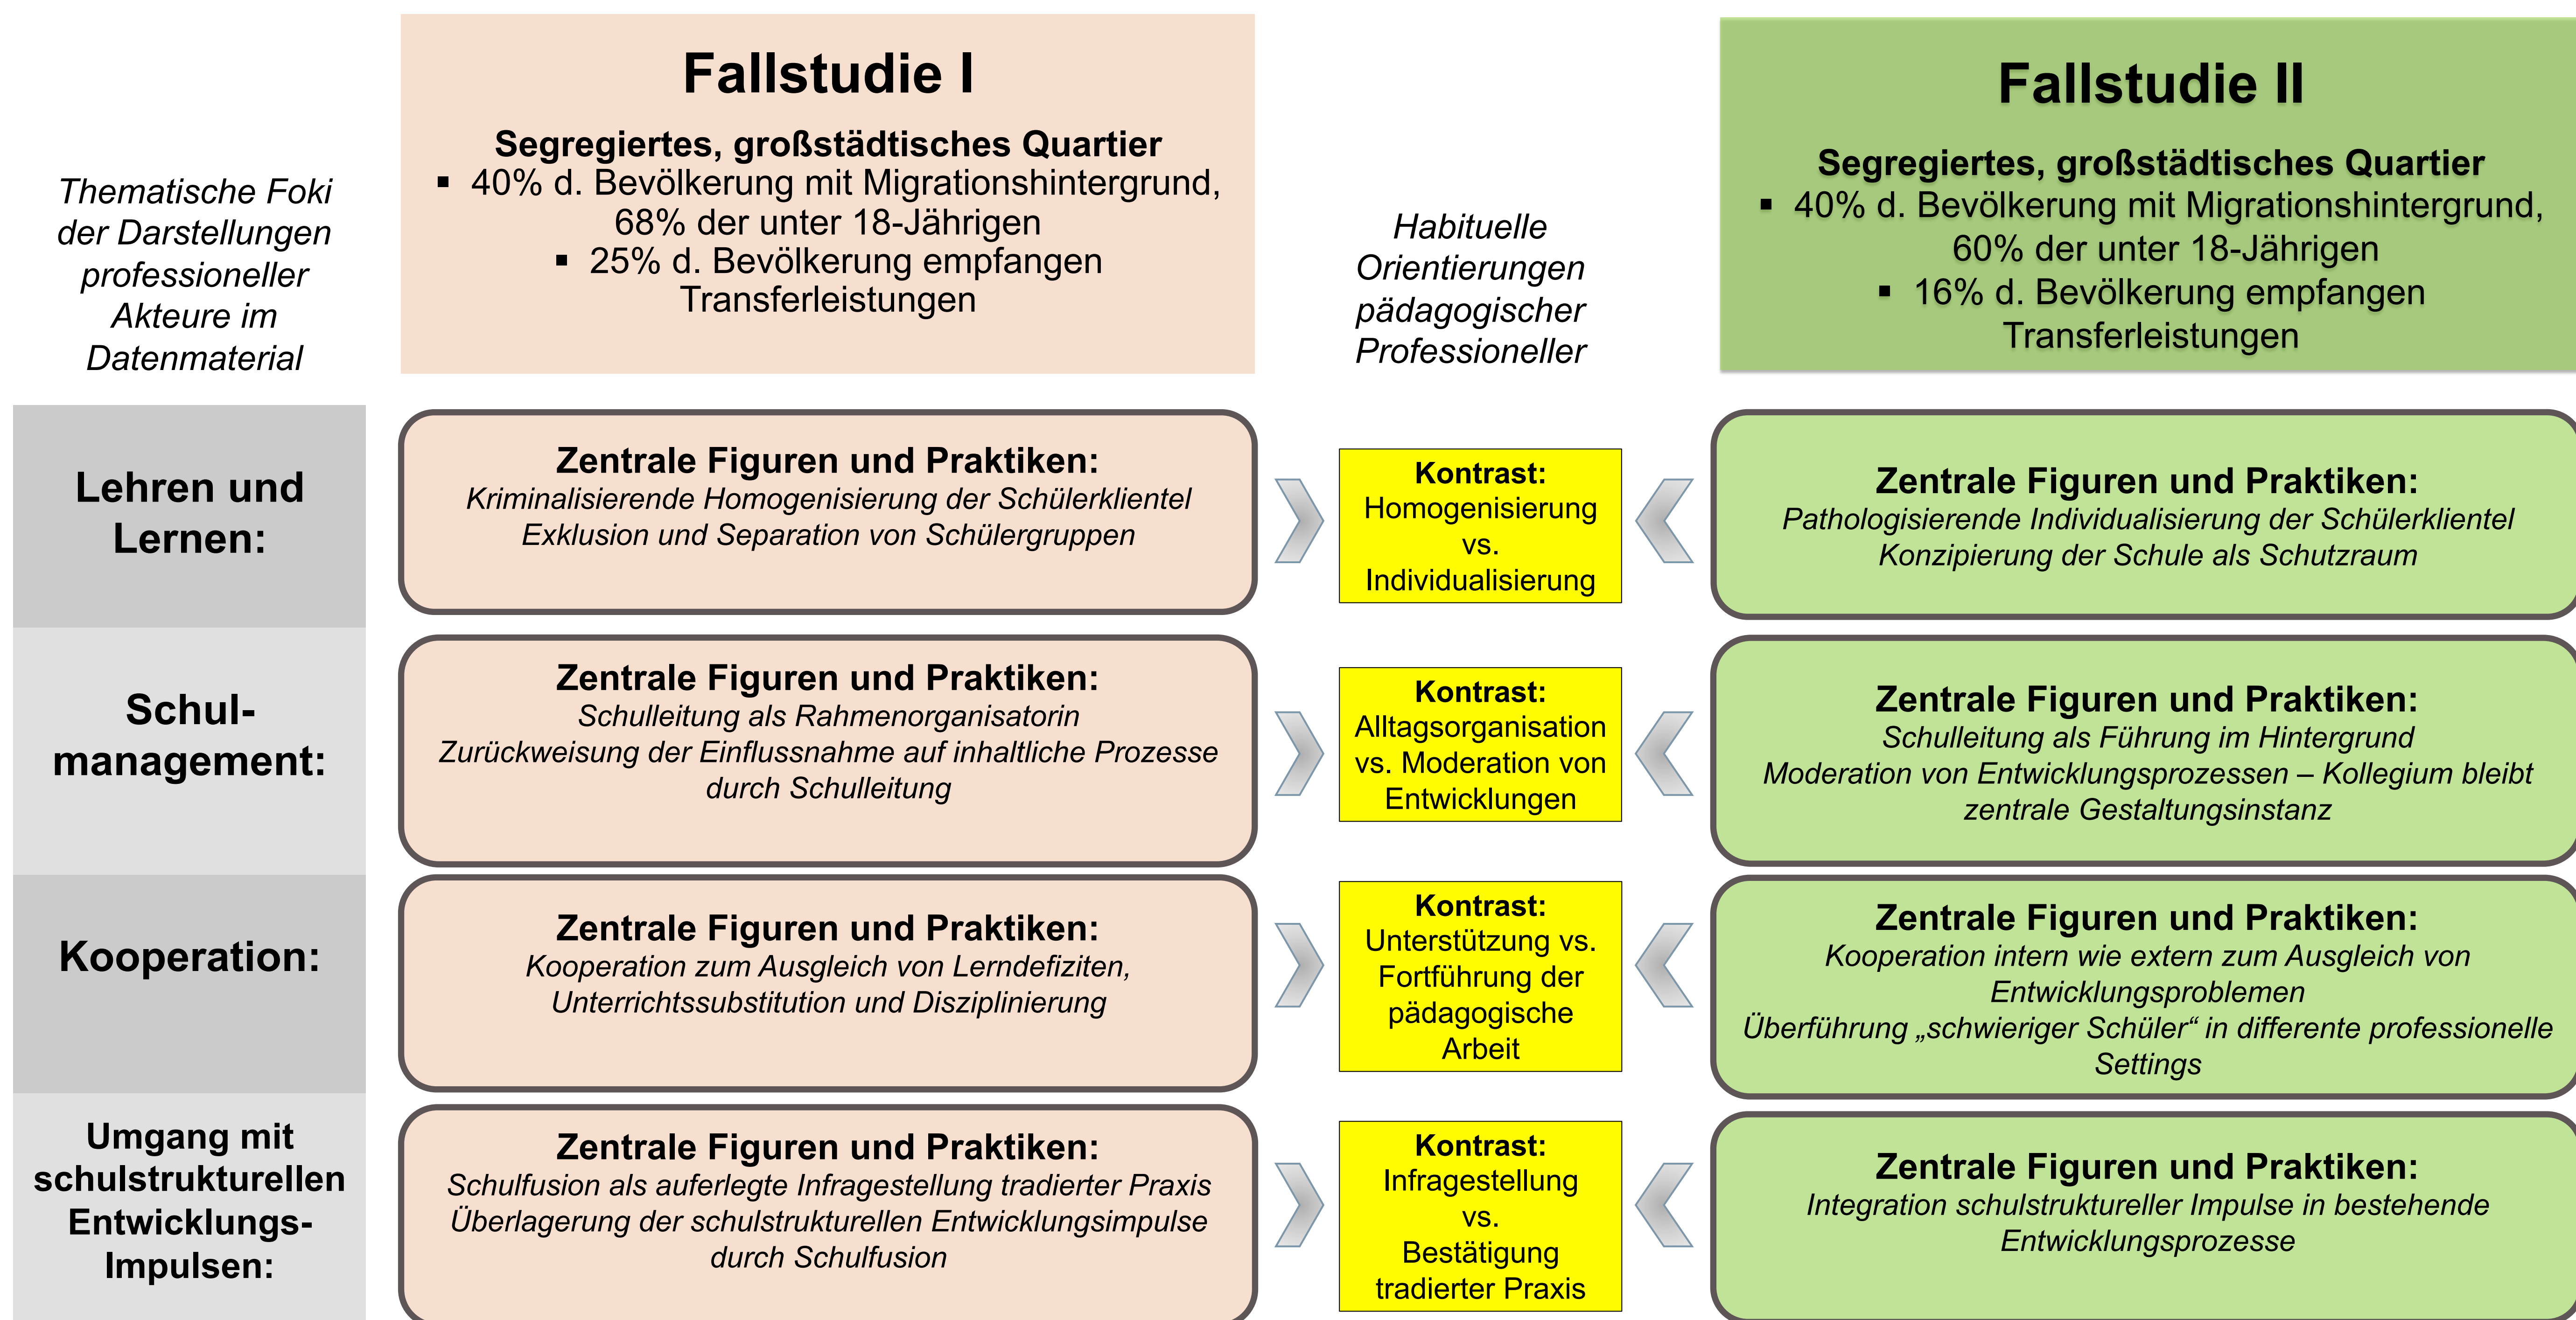 Thematische Foki
der Darstellungen
professioneller
Akteure im
Datenmaterial
Fallstudie I
Segregiertes, großstädtisches Quartier
▪ 40% d. Bevölkerung mit Migrationshintergrund,
68% der unter 18-Jährigen
▪ 25% d. Bevölkerung empfangen
Transferleistungen
Habituelle
Orientierungen
pädagogischer
Professioneller
Fallstudie II
Segregiertes, großstädtisches Quartier
▪ 40% d. Bevölkerung mit Migrationshintergrund,
60% der unter 18-Jährigen
▪ 16% d. Bevölkerung empfangen
Transferleistungen
Lehren und
Lernen:
Zentrale Figuren und Praktiken:
Kriminalisierende Homogenisierung der Schülerklientel
Exklusion und Separation von Schülergruppen
Kontrast:
Homogenisierung
vs.
Individualisierung
Zentrale Figuren und Praktiken:
Pathologisierende Individualisierung der Schülerklientel
Konzipierung der Schule als Schutzraum
Schul-
management:
Zentrale Figuren und Praktiken:
Schulleitung als Rahmenorganisatorin
Zurückweisung der Einflussnahme auf inhaltliche Prozesse
durch Schulleitung
Kontrast:
Alltagsorganisation
vs. Moderation von
Entwicklungen
Zentrale Figuren und Praktiken:
Schulleitung als Führung im Hintergrund
Moderation von Entwicklungsprozessen – Kollegium bleibt
zentrale Gestaltungsinstanz
Kooperation:
Zentrale Figuren und Praktiken:
Kooperation zum Ausgleich von Lerndefiziten,
Unterrichtssubstitution und Disziplinierung
Kontrast:
Unterstützung vs.
Fortführung der
pädagogische
Arbeit
Zentrale Figuren und Praktiken:
Kooperation intern wie extern zum Ausgleich von
Entwicklungsproblemen
Überführung „schwieriger Schüler“ in differente professionelle
Settings
Umgang mit
schulstrukturellen
Entwicklungs-
Impulsen:
Zentrale Figuren und Praktiken:
Schulfusion als auferlegte Infragestellung tradierter Praxis
Überlagerung der schulstrukturellen Entwicklungsimpulse
durch Schulfusion
Kontrast:
Infragestellung
vs.
Bestätigung
tradierter Praxis
Zentrale Figuren und Praktiken:
Integration schulstruktureller Impulse in bestehende
Entwicklungsprozesse